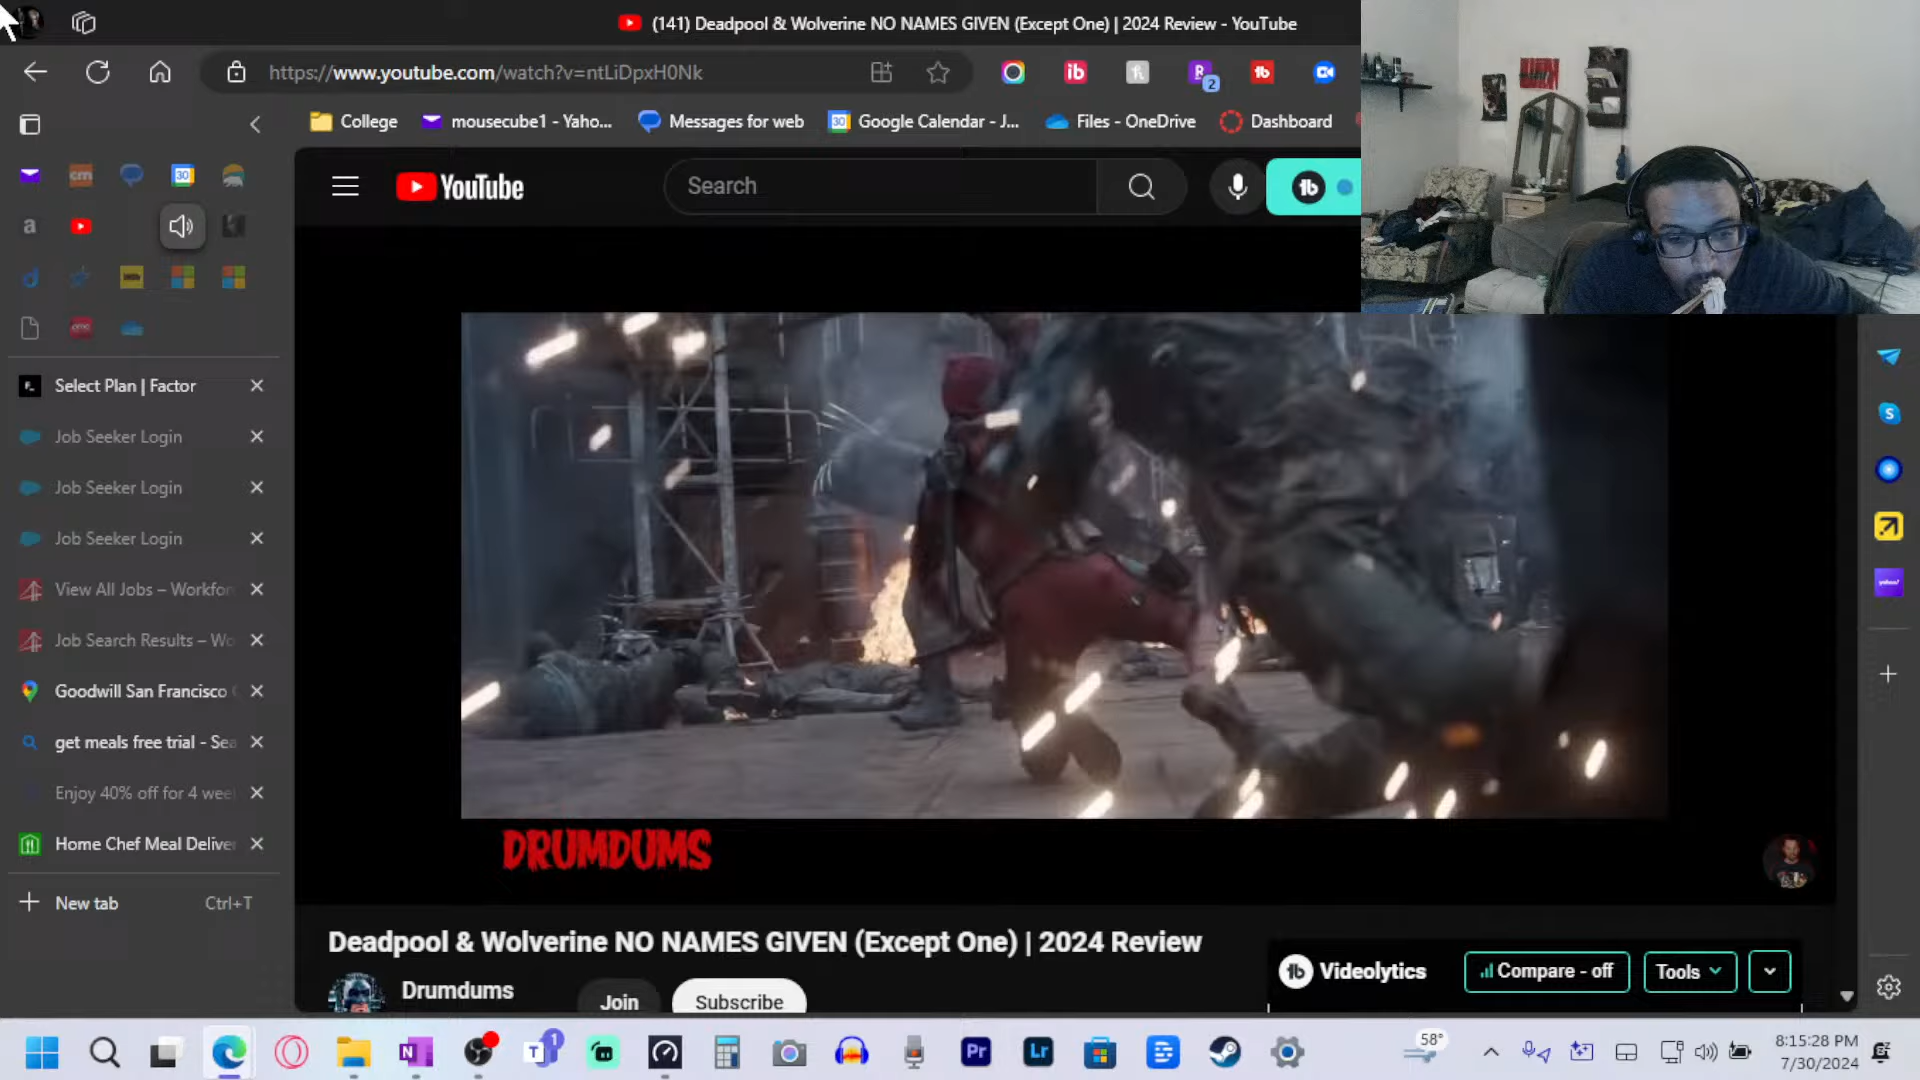 (141) Deadpool & Wolverine NO NAMES GIVEN (Except One) | 2024 Review - YouTube
https://www.youtube.com/watch?v=ntLiDpxH0Nk
2
College
mousecube1 - Yaho...
Messages for web
Google Calendar - J...
Files - OneDrive
Dashboard
YouTube
Search
Select Plan | Factor
Job Seeker Login
Job Seeker Login
Job Seeker Login
View All Jobs – Workfor
Job Search Results – Wo
Goodwill San Francisco
get meals free trial - Sea
Enjoy 40% off for 4 wee
Home Chef Meal Delive
New tab
Ctrl+T
DRUMDUMS
Deadpool & Wolverine NO NAMES GIVEN (Except One) | 2024 Review
Drumdums
Join
Subscribe
Videolytics
Compare - off
Tools
58°
8:15:28 PM
7/30/2024